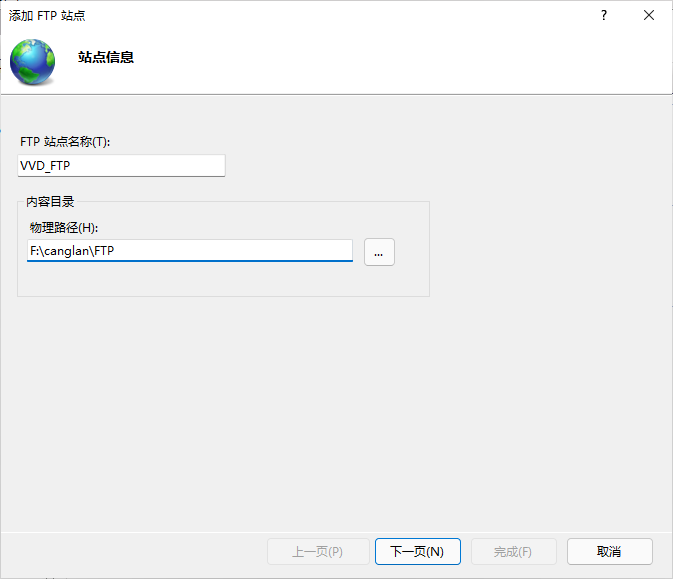 添加 FTP 站点
?
站点信息
FTP 站点名称(T):
VVD_FTP
内容目录
物理路径(H):
F:\canglan\FTP
...
上一页(P) 下一页(N) 完成(F) 取消